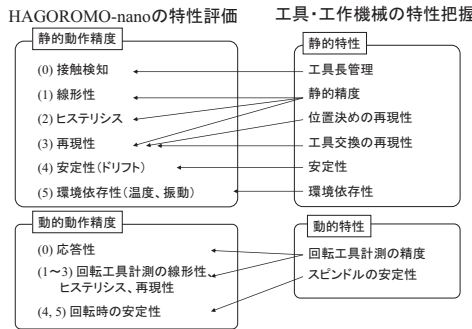 HAGOROMO-nanoの特性評価
静的動作精度
(0) 接触検知
(1) 線形性
(2) ヒステリシス
(3) 再現性
(4) 安定性(ドリフト)
(5) 環境依存性(温度、振動)
動的動作精度
(0) 応答性
(1~3) 回転工具計測の線形性、
ヒステリシス、再現性
(4, 5) 回転時の安定性
工具・工作機械の特性把握
静的特性
工具長管理
静的精度
位置決めの再現性
工具交換の再現性
安定性
環境依存性
動的特性
回転工具計測の精度
スピンドルの安定性